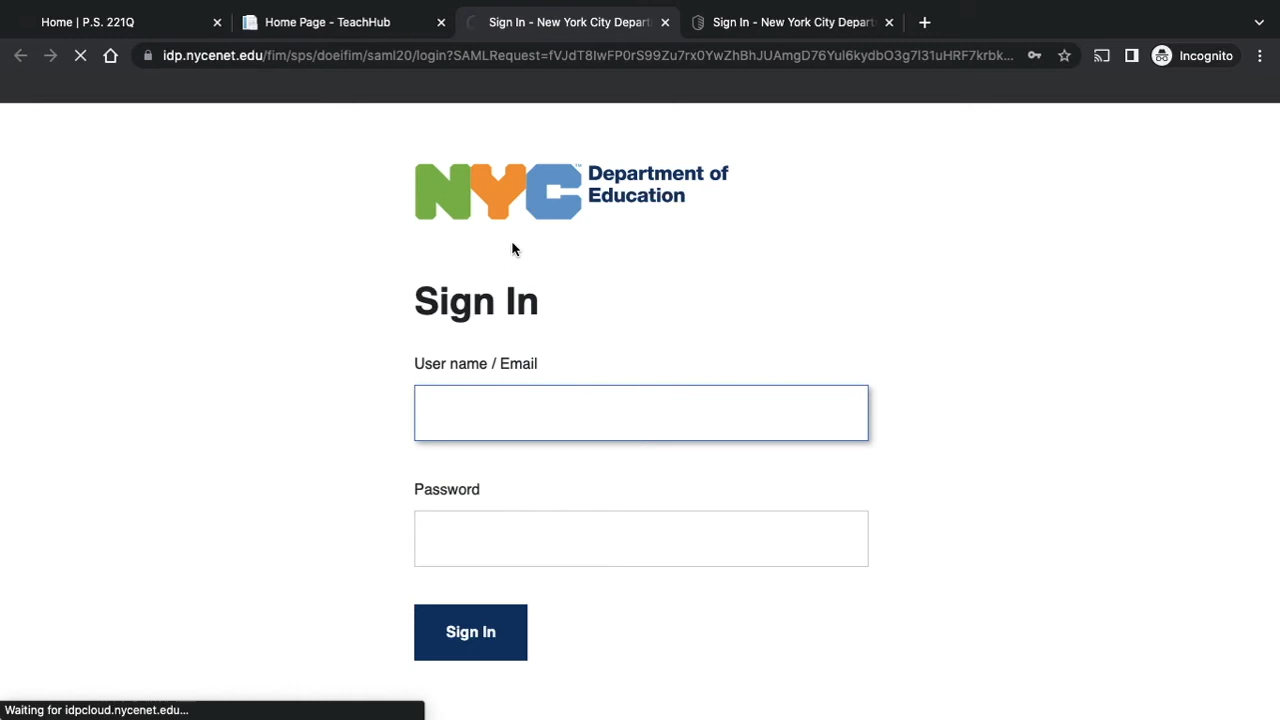 Home | P.S. 221Q
Home Page - TeachHub
Sign In - New York City Depart
Sign In - New York City Depart
idp.nycenet.edu/fim/sps/doeifim/saml20/login?SAMLRequest=fVJdT8IwFP0rS99Zu7rx0YwZhBhJUAmgD76Yul6kydbO3g7l31uHRF7krbk...
Incognito
NYC Department of
Education
Sign In
User name / Email
Password
Sign In
Waiting for idpcloud.nycenet.edu...